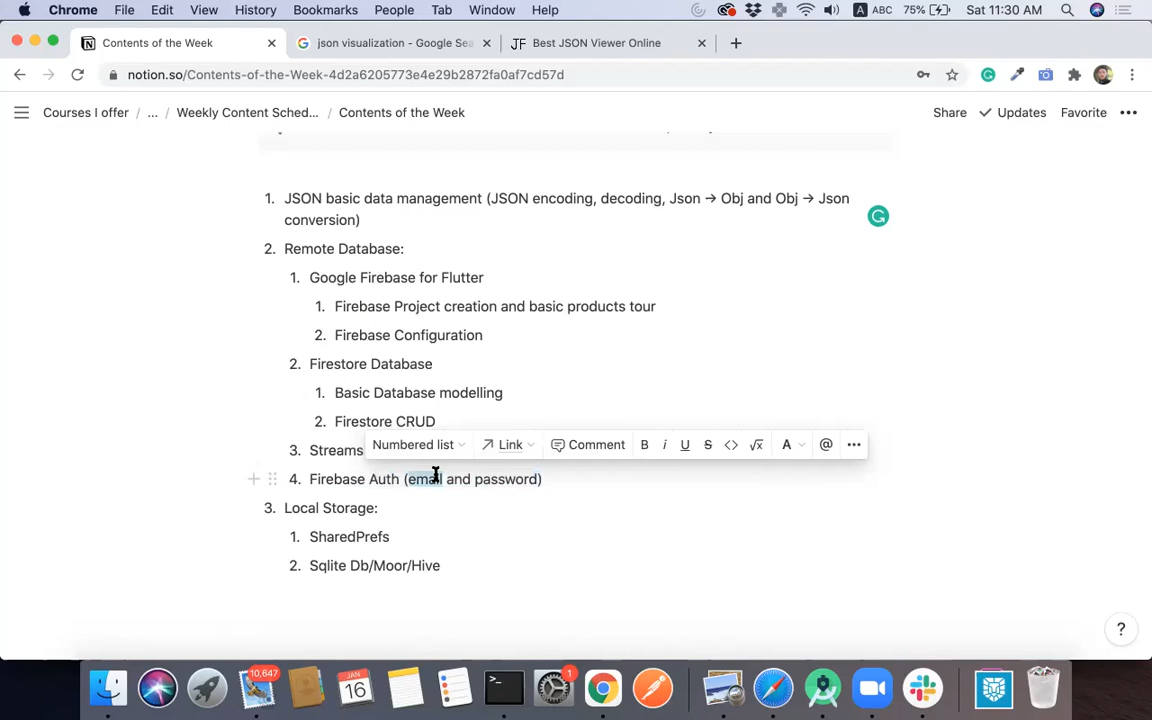 Chrome File Edit View History Bookmarks People Tab Window Help A ABC 75% Sat 11:30 AM
Contents of the Week json visualization - Google Sea JF Best JSON Viewer Online
notion.so/Contents-of-the-Week-4d2a6205773e4e29b2872fa0af7cd57d
Courses I offer / ... / Weekly Content Sched... / Contents of the Week Share Updates Favorite
1. JSON basic data management (JSON encoding, decoding, Json → Obj and Obj → Json
conversion)
2. Remote Database:
1. Google Firebase for Flutter
1. Firebase Project creation and basic products tour
2. Firebase Configuration
2. Firestore Database
1. Basic Database modelling
2. Firestore CRUD
Numbered list Link Comment B i U S <> √x A @ •••
3. Streams
4. Firebase Auth (email and password)
3. Local Storage:
1. SharedPrefs
2. Sqlite Db/Moor/Hive
?
10,647
JAN
16
>_
1